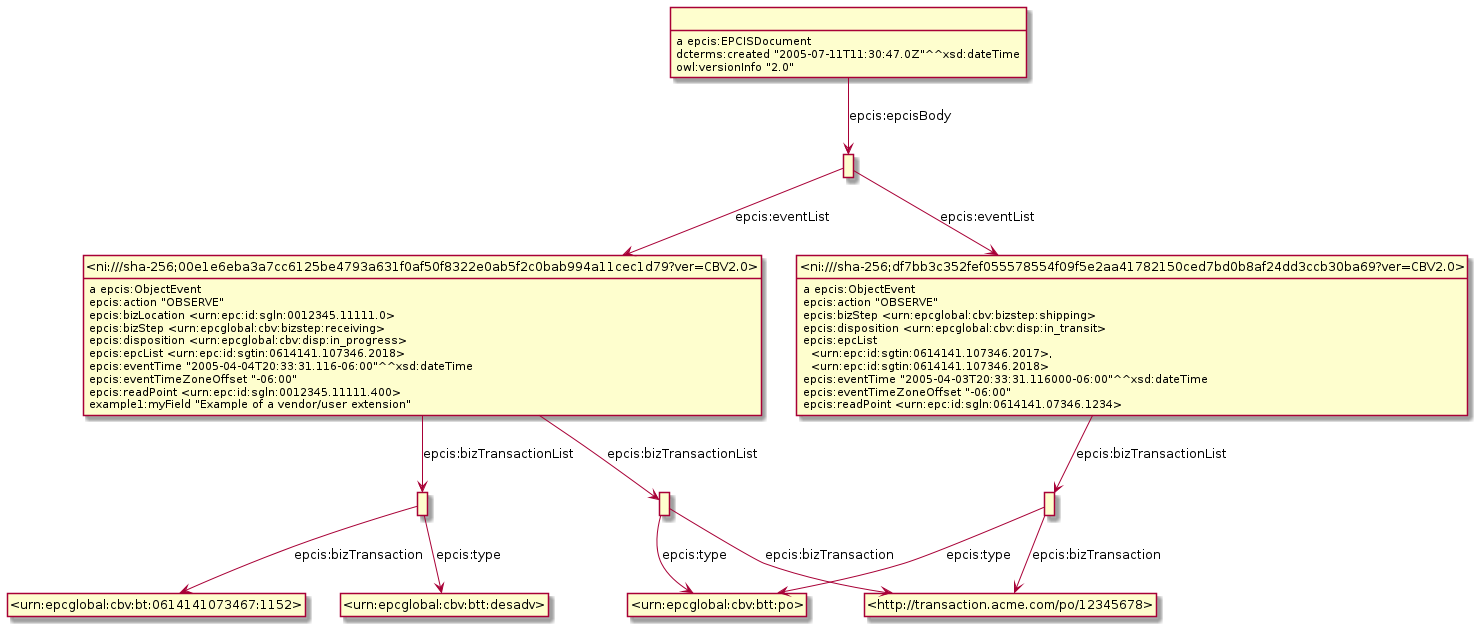 a epcis:EPCISDocument
dcterms:created "2005-07-11T11:30:47.0Z"^^xsd:dateTime
owl:versionInfo "2.0"
epcis:epcisBody
epcis:eventList
epcis:eventList
<ni:///sha-256;00e1e6eba3a7cc6125be4793a631f0af50f8322e0ab5f2c0bab994a11cec1d79?ver=CBV2.0>
a epcis:ObjectEvent
epcis:action "OBSERVE"
epcis:bizLocation <urn:epc:id:sgln:0012345.11111.0>
epcis:bizStep <urn:epcglobal:cbv:bizstep:receiving>
epcis:disposition <urn:epcglobal:cbv:disp:in_progress>
epcis:epcList <urn:epc:id:sgtin:0614141.107346.2018>
epcis:eventTime "2005-04-04T20:33:31.116-06:00"^^xsd:dateTime
epcis:eventTimeZoneOffset "-06:00"
epcis:readPoint <urn:epc:id:sgln:0012345.11111.400>
example1:myField "Example of a vendor/user extension"
<ni:///sha-256;df7bb3c352fef055578554f09f5e2aa41782150ced7bd0b8af24dd3ccb30ba69?ver=CBV2.0>
a epcis:ObjectEvent
epcis:action "OBSERVE"
epcis:bizStep <urn:epcglobal:cbv:bizstep:shipping>
epcis:disposition <urn:epcglobal:cbv:disp:in_transit>
epcis:epcList
<urn:epc:id:sgtin:0614141.107346.2017>,
<urn:epc:id:sgtin:0614141.107346.2018>
epcis:eventTime "2005-04-03T20:33:31.116000-06:00"^^xsd:dateTime
epcis:eventTimeZoneOffset "-06:00"
epcis:readPoint <urn:epc:id:sgln:0614141.07346.1234>
epcis:bizTransactionList
epcis:bizTransactionList
epcis:bizTransactionList
epcis:bizTransaction
epcis:type
epcis:type
epcis:bizTransaction
epcis:type
epcis:bizTransaction
<urn:epcglobal:cbv:bt:0614141073467:1152>
<urn:epcglobal:cbv:btt:desadv>
<urn:epcglobal:cbv:btt:po>
<http://transaction.acme.com/po/12345678>